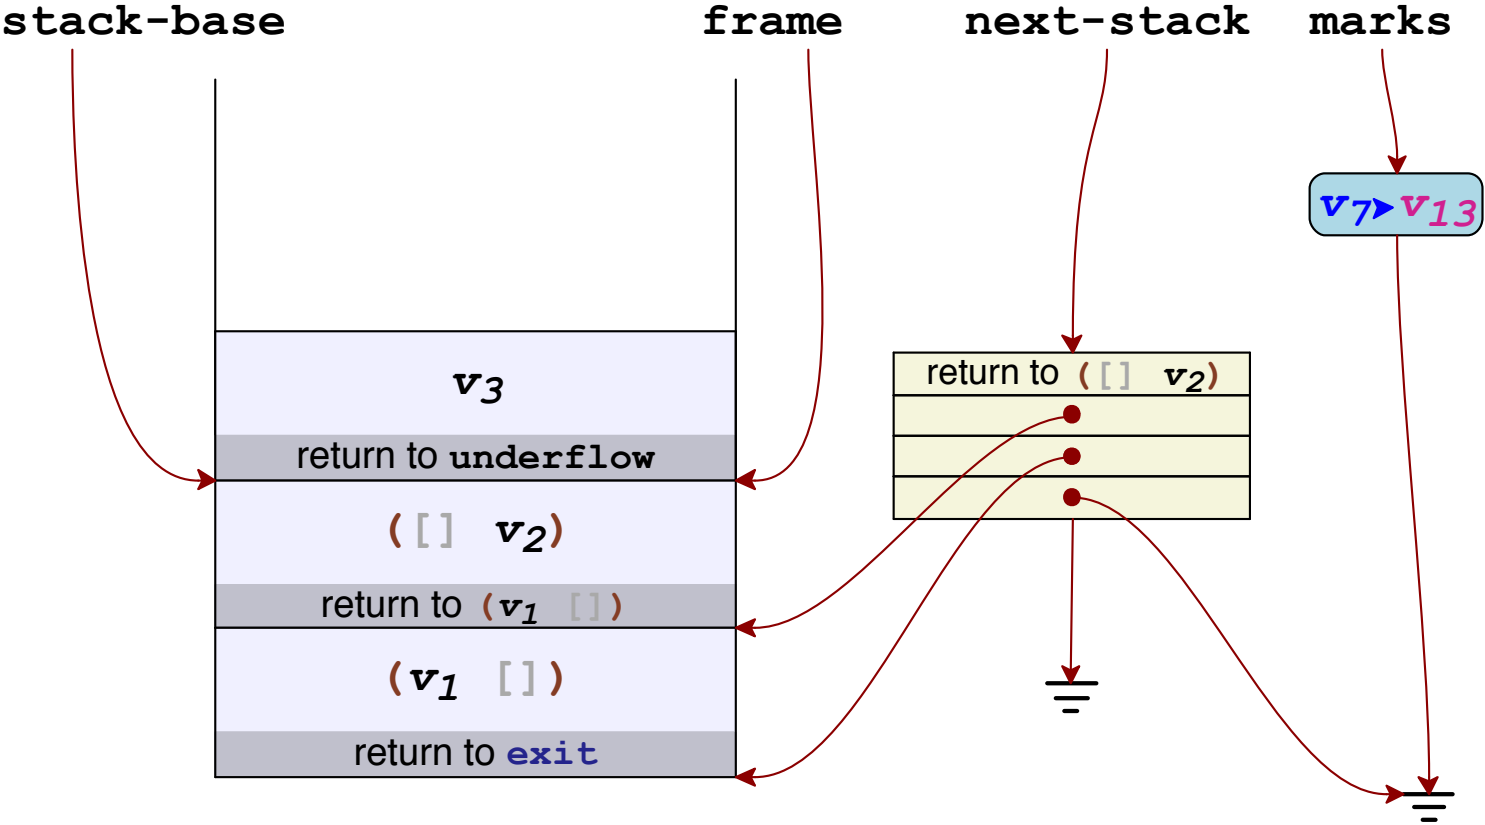 stack-base frame next-stack marks
v7➤v13
v3
return to ([] v2)
return to underflow
([] v2)
return to (v1 [])
(v1 [])
return to exit